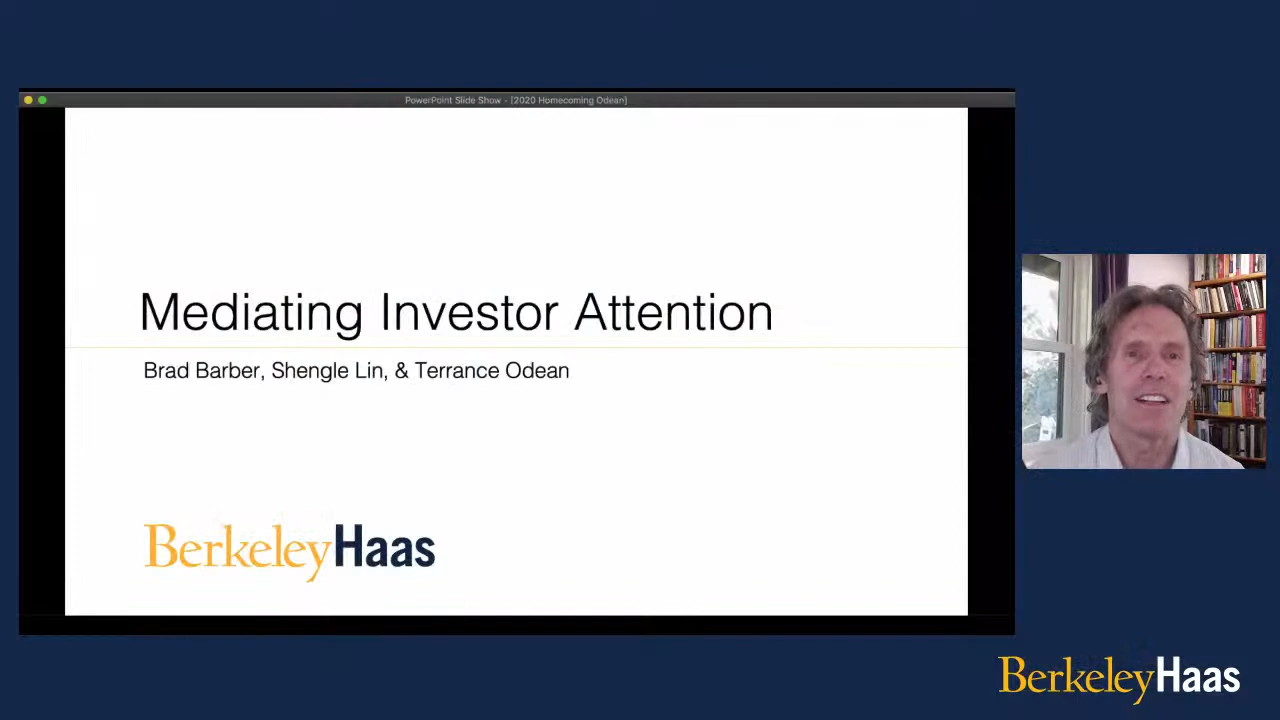 PowerPoint Slide Show - [2020 Homecoming Odean]
Mediating Investor Attention
Brad Barber, Shengle Lin, & Terrance Odean
BerkeleyHaas
BerkeleyHaas